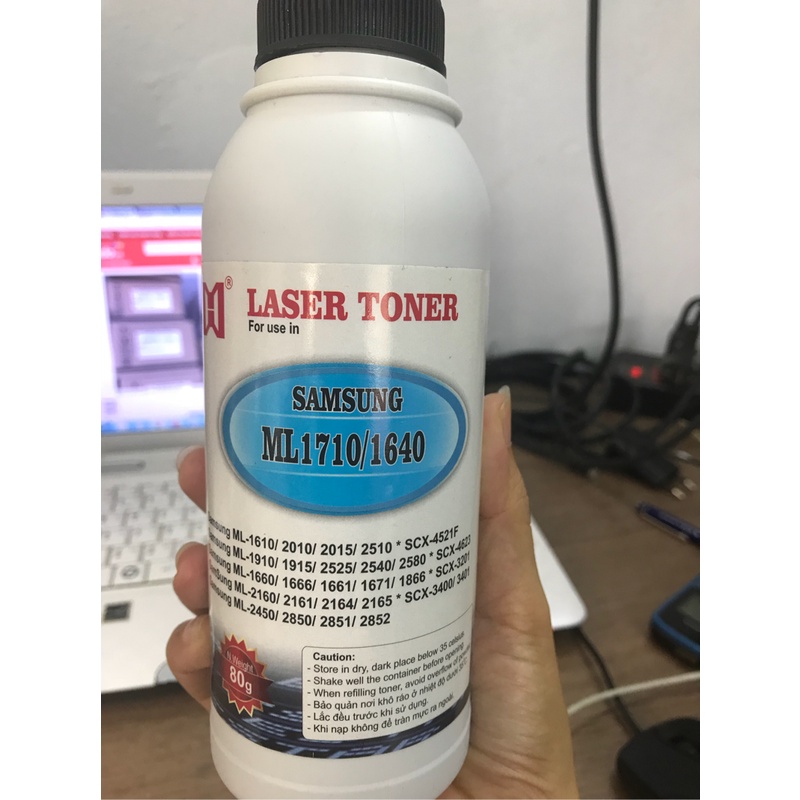 ®
LASER TONER
For use in
SAMSUNG
ML1710/1640
Samsung ML-1610/ 2010/ 2015/ 2510 * SCX-4521F
Samsung ML-1910/ 1915/ 2525/ 2540/ 2580 * SCX-4623
Samsung ML-1660/ 1666/ 1661/ 1671/ 1866 * SCX-3201
Samsung ML-2160/ 2161/ 2164/ 2165 * SCX-3400/ 3401
Samsung ML-2450/ 2850/ 2851/ 2852
N.Weight
80g
Caution:
- Store in dry, dark place below 35 celsius
- Shake well the container before opening
- When refilling toner, avoid overflow of powder
- Bảo quản nơi khô ráo ở nhiệt độ dưới 35°C
- Lắc đều trước khi sử dụng.
- Khi nạp không để tràn mực ra ngoài.